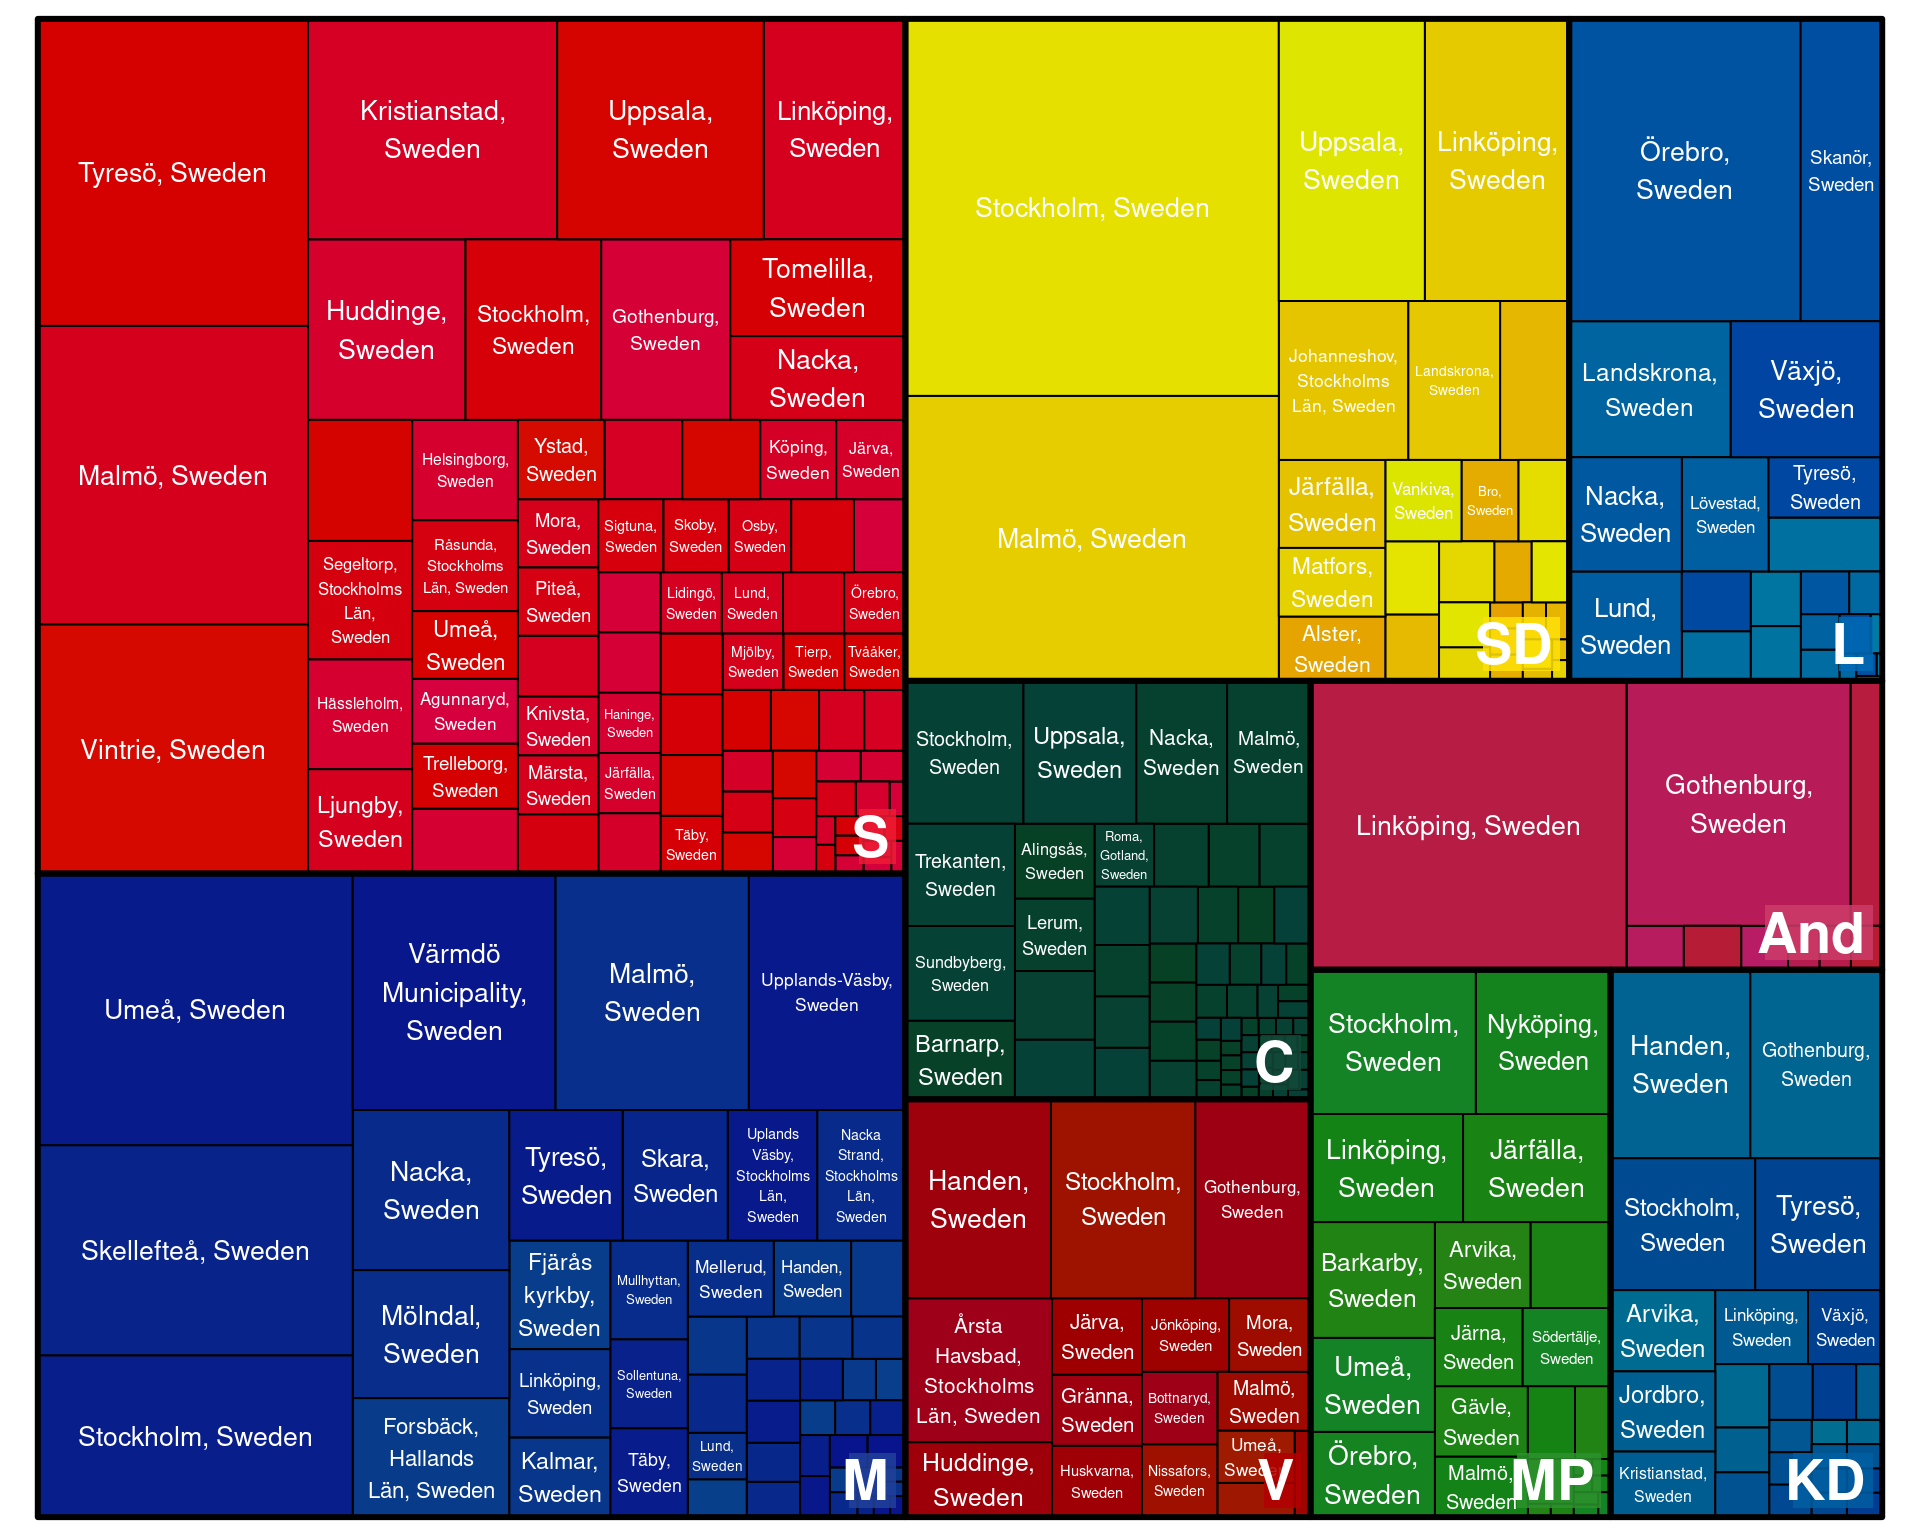 Tyresö, Sweden
Malmö, Sweden
Vintrie, Sweden
Kristianstad,
Sweden
Uppsala,
Sweden
Linköping,
Sweden
Huddinge,
Sweden
Stockholm,
Sweden
Gothenburg,
Sweden
Tomelilla,
Sweden
Nacka,
Sweden
Segeltorp,
Stockholms
Län,
Sweden
Hässleholm,
Sweden
Ljungby,
Sweden
Helsingborg,
Sweden
Råsunda,
Stockholms
Län, Sweden
Umeå,
Sweden
Agunnaryd,
Sweden
Trelleborg,
Sweden
Ystad,
Sweden
Köping,
Sweden
Järva,
Sweden
Mora,
Sweden
Sigtuna,
Sweden
Skoby,
Sweden
Osby,
Sweden
Piteå,
Sweden
Lidingö,
Sweden
Lund,
Sweden
Örebro,
Sweden
Mjölby,
Sweden
Tierp,
Sweden
Tvååker,
Sweden
Knivsta,
Sweden
Haninge,
Sweden
Märsta,
Sweden
Järfälla,
Sweden
Täby,
Sweden
S
Stockholm, Sweden
Malmö, Sweden
Uppsala,
Sweden
Linköping,
Sweden
Johanneshov,
Stockholms
Län, Sweden
Landskrona,
Sweden
Järfälla,
Sweden
Vankiva,
Sweden
Bro,
Sweden
Matfors,
Sweden
Alster,
Sweden
SD
Örebro,
Sweden
Skanör,
Sweden
Landskrona,
Sweden
Växjö,
Sweden
Nacka,
Sweden
Lövestad,
Sweden
Tyresö,
Sweden
Lund,
Sweden
L
Umeå, Sweden
Skellefteå, Sweden
Stockholm, Sweden
Värmdö
Municipality,
Sweden
Malmö,
Sweden
Upplands-Väsby,
Sweden
Nacka,
Sweden
Mölndal,
Sweden
Forsbäck,
Hallands
Län, Sweden
Tyresö,
Sweden
Skara,
Sweden
Uplands
Väsby,
Stockholms
Län,
Sweden
Nacka
Strand,
Stockholms
Län,
Sweden
Fjärås
kyrkby,
Sweden
Linköping,
Sweden
Kalmar,
Sweden
Mullhyttan,
Sweden
Sollentuna,
Sweden
Täby,
Sweden
Mellerud,
Sweden
Handen,
Sweden
Lund,
Sweden
M
Stockholm,
Sweden
Uppsala,
Sweden
Nacka,
Sweden
Malmö,
Sweden
Trekanten,
Sweden
Sundbyberg,
Sweden
Barnarp,
Sweden
Alingsås,
Sweden
Lerum,
Sweden
Roma,
Gotland,
Sweden
C
Linköping, Sweden
Gothenburg,
Sweden
And
Handen,
Sweden
Stockholm,
Sweden
Gothenburg,
Sweden
Årsta
Havsbad,
Stockholms
Län, Sweden
Huddinge,
Sweden
Järva,
Sweden
Jönköping,
Sweden
Mora,
Sweden
Gränna,
Sweden
Bottnaryd,
Sweden
Malmö,
Sweden
Huskvarna,
Sweden
Nissafors,
Sweden
Umeå,
Sweden
V
Stockholm,
Sweden
Nyköping,
Sweden
Linköping,
Sweden
Järfälla,
Sweden
Barkarby,
Sweden
Umeå,
Sweden
Örebro,
Sweden
Arvika,
Sweden
Järna,
Sweden
Södertälje,
Sweden
Gävle,
Sweden
Malmö,
Sweden
MP
Handen,
Sweden
Gothenburg,
Sweden
Stockholm,
Sweden
Tyresö,
Sweden
Arvika,
Sweden
Linköping,
Sweden
Växjö,
Sweden
Jordbro,
Sweden
Kristianstad,
Sweden
KD